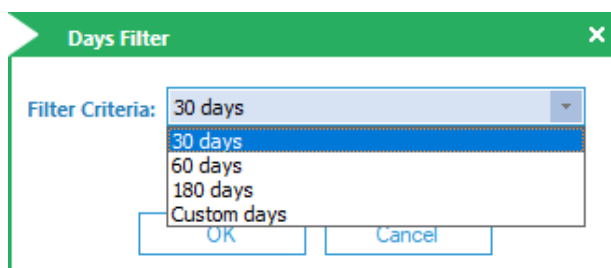 Days Filter
Filter Criteria: 30 days
30 days
60 days
180 days
Custom days
OK Cancel